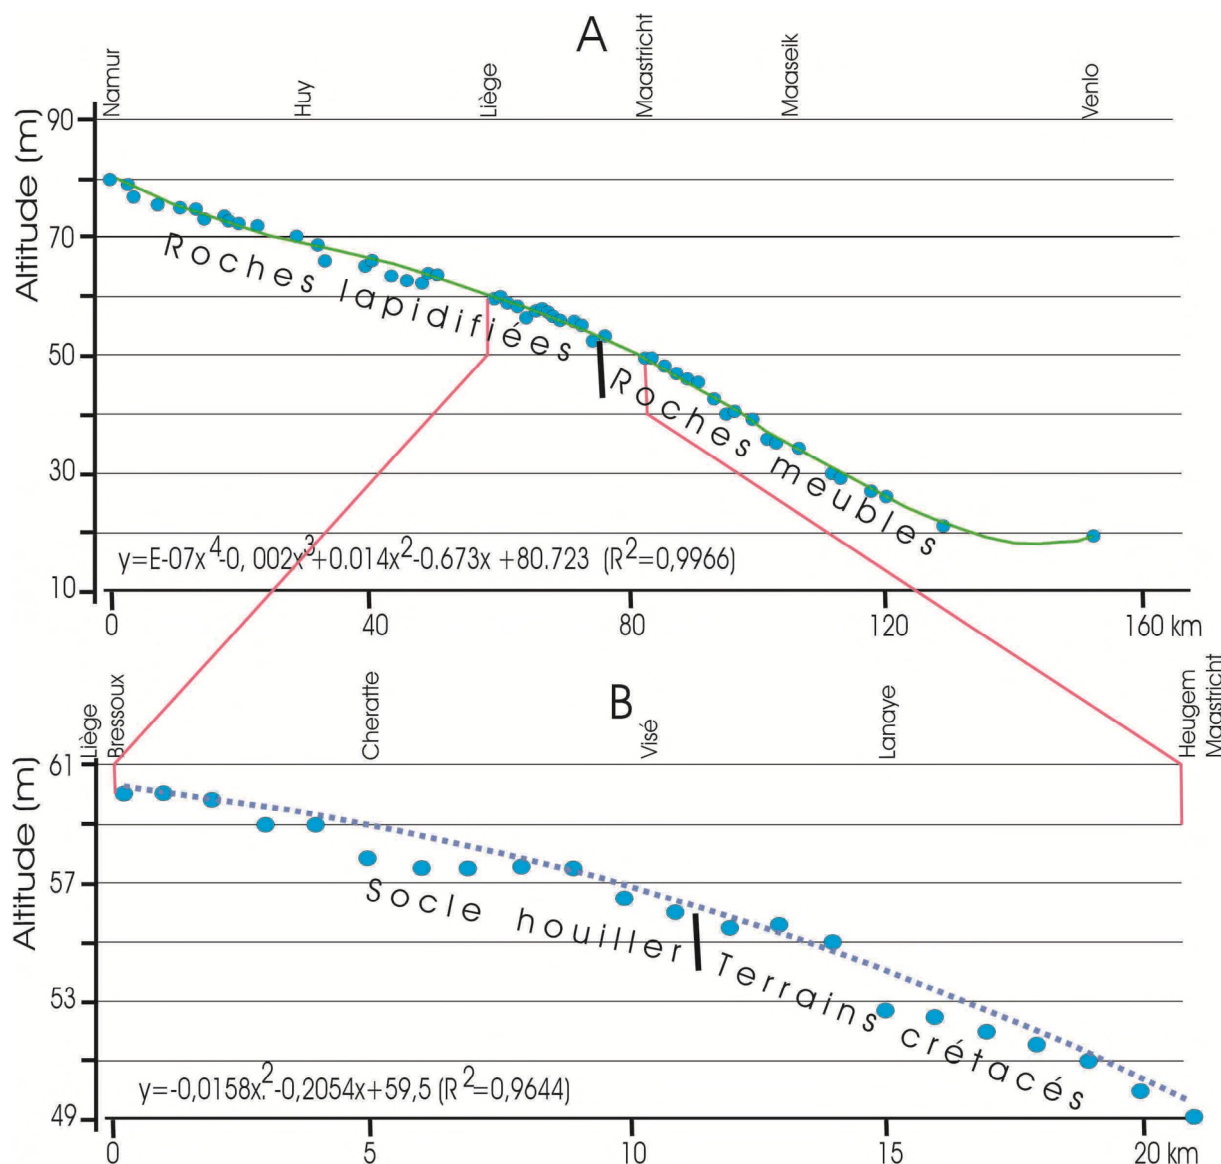 A
Namur
Huy
Liège
Maastricht
Maaseik
Venlo
Altitude (m)
90
70
50
30
10
Roches lapidifiées
Roches meubles
y=E-07x4-0, 002x3+0.014x2-0.673x +80.723 (R2=0,9966)
0 40 80 120 160 km
B
Liège
Bressoux
Cheratte
Visé
Lanaye
Heugem
Maastricht
Altitude (m)
61
57
53
49
Socle houiller
Terrains crétacés
y=-0,0158x.2-0,2054x+59,5 (R2=0,9644)
0 5 10 15 20 km